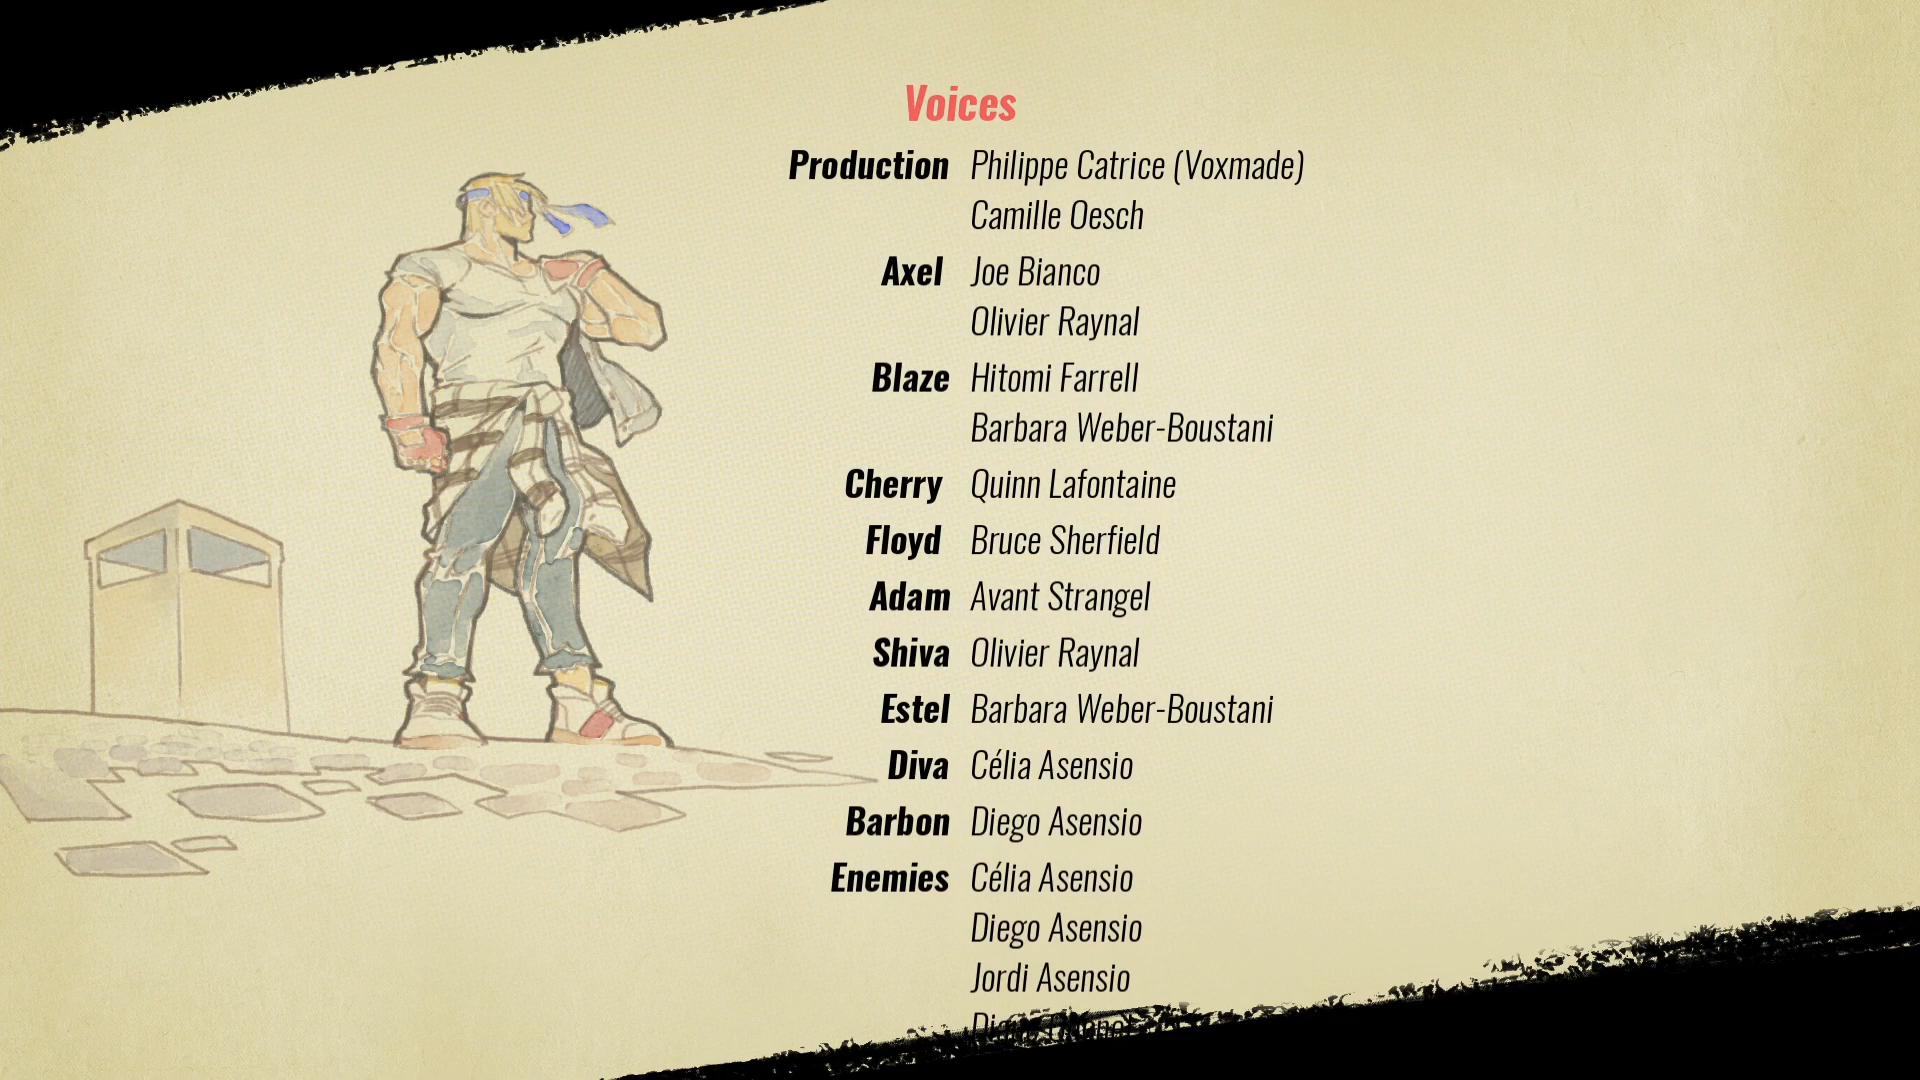 Voices
Production Philippe Catrice (Voxmade)
Camille Oesch
Axel Joe Bianco
Olivier Raynal
Blaze Hitomi Farrell
Barbara Weber-Boustani
Cherry Quinn Lafontaine
Floyd Bruce Sherfield
Adam Avant Strangel
Shiva Olivier Raynal
Estel Barbara Weber-Boustani
Diva Célia Asensio
Barbon Diego Asensio
Enemies Célia Asensio
Diego Asensio
Jordi Asensio